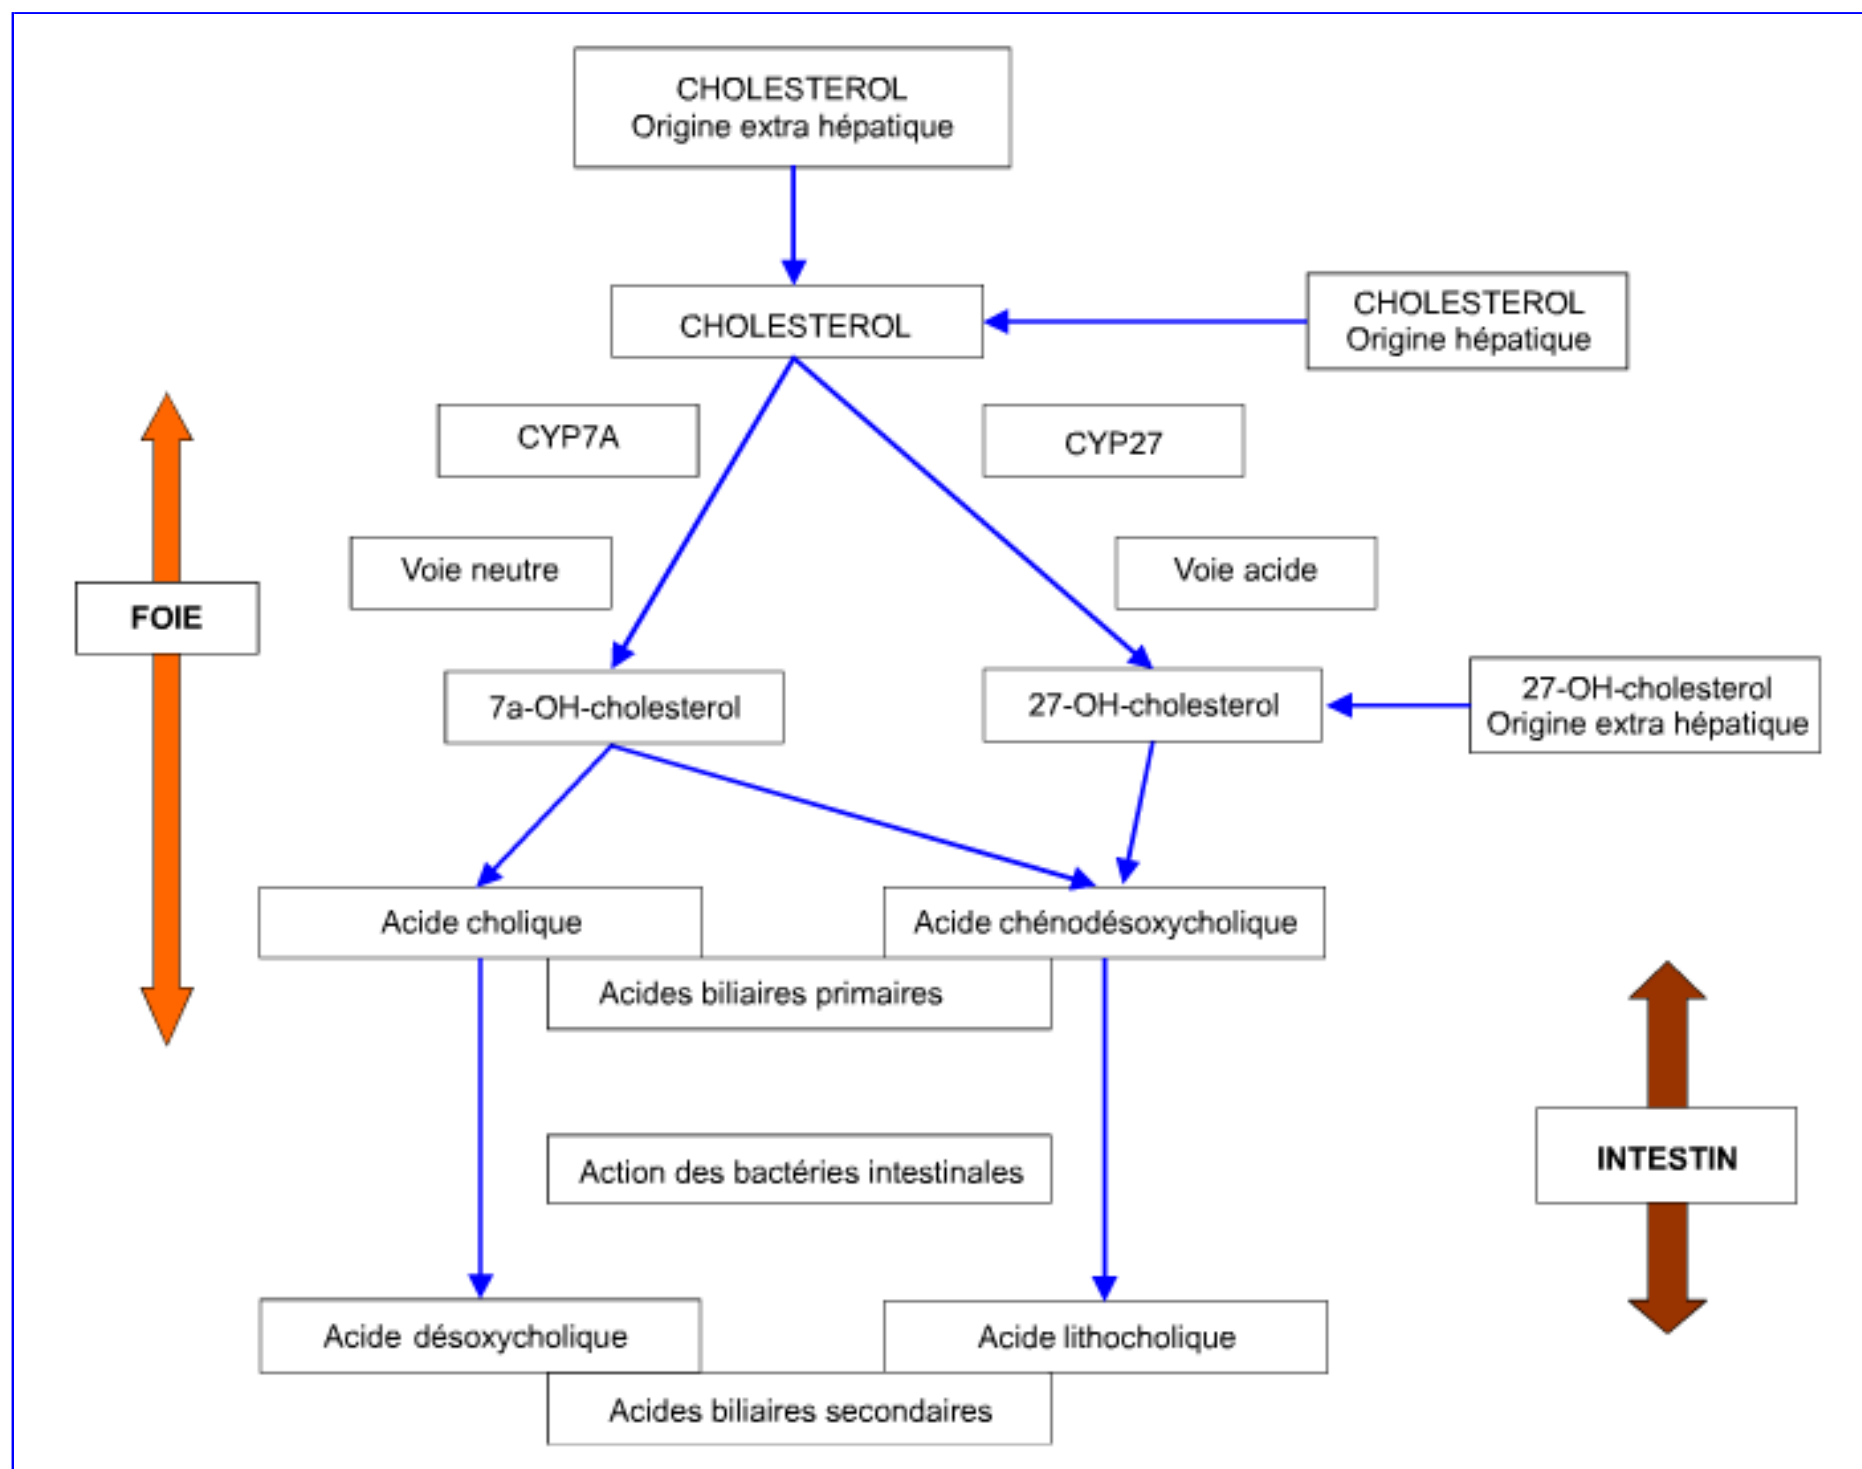 CHOLESTEROL
Origine extra hépatique
CHOLESTEROL
CHOLESTEROL
Origine hépatique
CYP7A
CYP27
Voie neutre
Voie acide
FOIE
7a-OH-cholesterol
27-OH-cholesterol
27-OH-cholesterol
Origine extra hépatique
Acide cholique
Acide chénodésoxycholique
Acides biliaires primaires
Action des bactéries intestinales
INTESTIN
Acide désoxycholique
Acide lithocholique
Acides biliaires secondaires